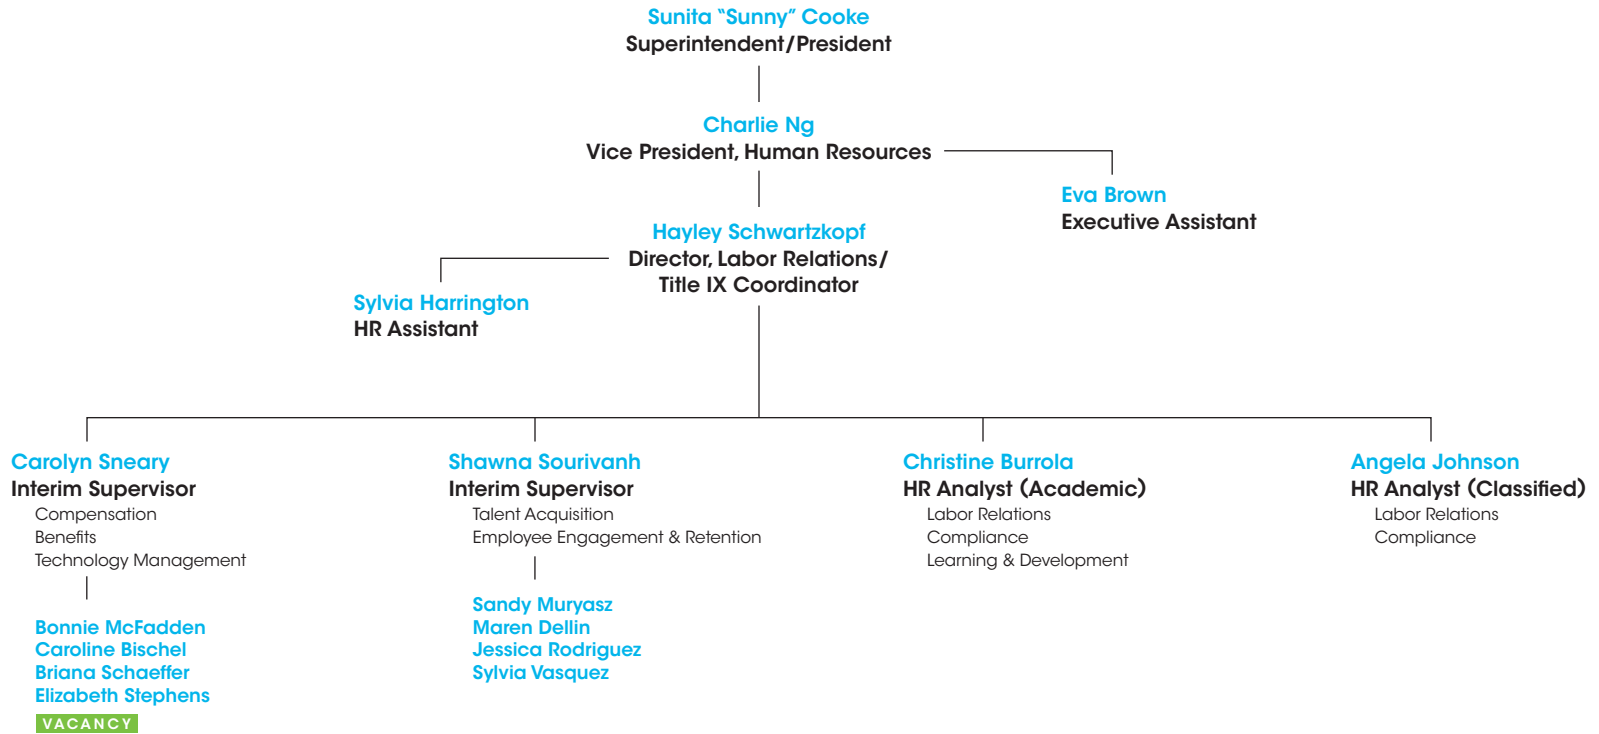 Sunita “Sunny” Cooke
Superintendent/President
Charlie Ng
Vice President, Human Resources
Eva Brown
Executive Assistant
Hayley Schwartzkopf
Director, Labor Relations/
Title IX Coordinator
Sylvia Harrington
HR Assistant
Carolyn Sneary
Interim Supervisor
Compensation
Benefits
Technology Management
Bonnie McFadden
Caroline Bischel
Briana Schaeffer
Elizabeth Stephens
VACANCY
Shawna Sourivanh
Interim Supervisor
Talent Acquisition
Employee Engagement & Retention
Sandy Muryasz
Maren Dellin
Jessica Rodriguez
Sylvia Vasquez
Christine Burrola
HR Analyst (Academic)
Labor Relations
Compliance
Learning & Development
Angela Johnson
HR Analyst (Classified)
Labor Relations
Compliance